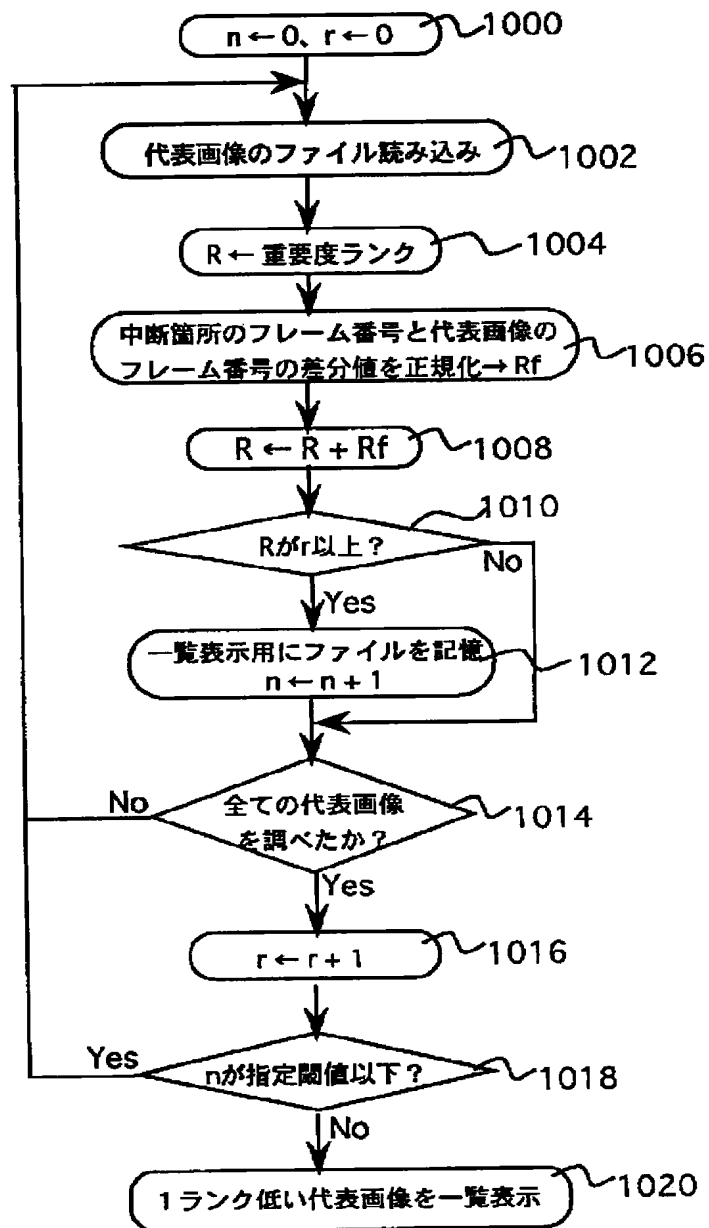 n←0、r←0
1000
代表画像のファイル読み込み
1002
R←重要度ランク
1004
中断箇所のフレーム番号と代表画像の
フレーム番号の差分値を正規化→Rf
1006
R←R+Rf
1008
1010
Rがr以上？
No
Yes
一覧表示用にファイルを記憶
n←n+1
1012
No
全ての代表画像
を調べたか？
1014
Yes
r←r+1
1016
Yes
nが指定閾値以下？
1018
No
1ランク低い代表画像を一覧表示
1020